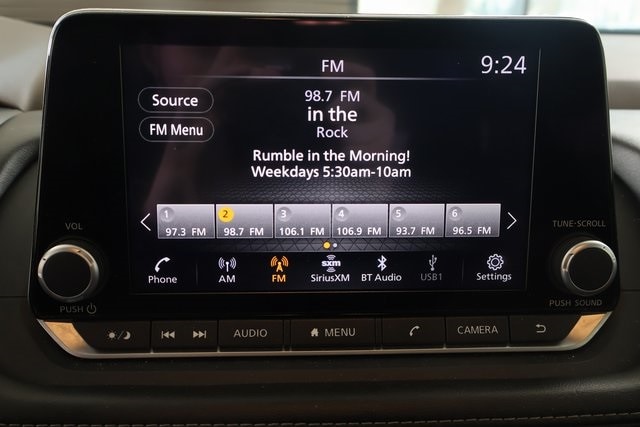 FM 9:24
Source
98.7 FM
in the
FM Menu
Rock
Rumble in the Morning!
Weekdays 5:30am-10am
1 2 3 4 5 6
97.3 FM 98.7 FM 106.1 FM 106.9 FM 93.7 FM 96.5 FM
VOL
TUNE·SCROLL
sxm
Phone AM FM SiriusXM BT Audio USB1 Settings
PUSH
PUSH SOUND
AUDIO MENU CAMERA